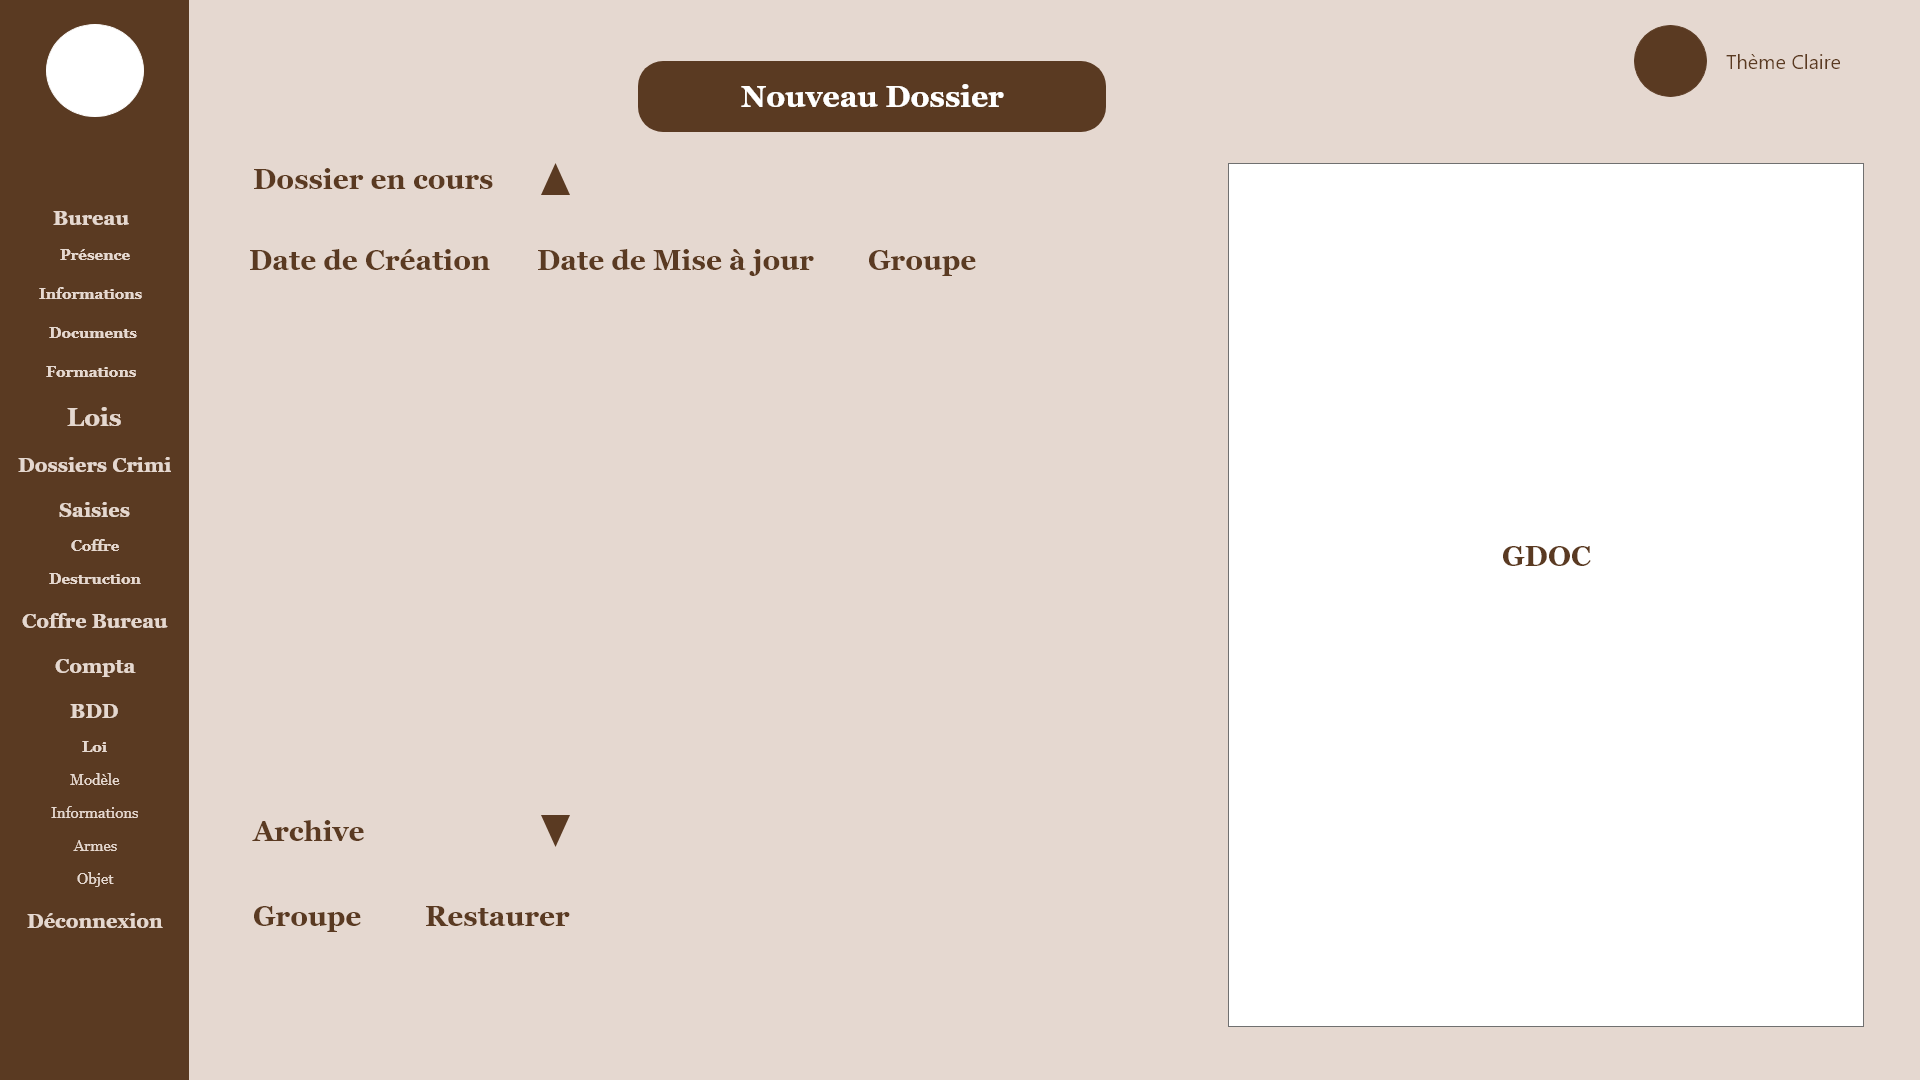 Bureau
Présence
Informations
Documents
Formations
Lois
Dossiers Crimi
Saisies
Coffre
Destruction
Coffre Bureau
Compta
BDD
Loi
Modèle
Informations
Armes
Objet
Déconnexion
Nouveau Dossier
Thème Claire
Dossier en cours ▲
Date de Création Date de Mise à jour Groupe
Archive ▼
Groupe Restaurer
GDOC